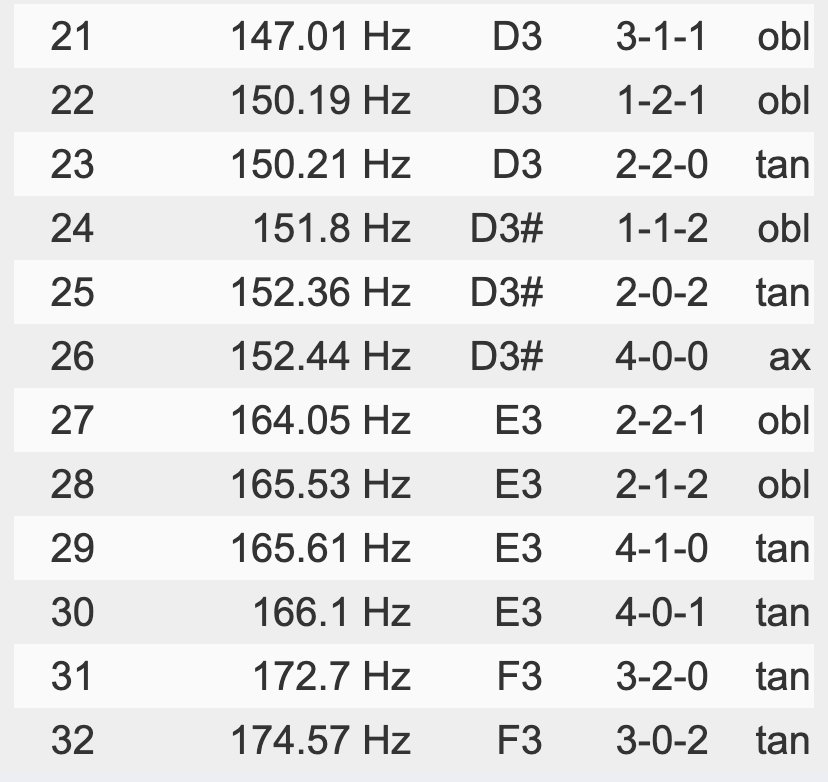 21 147.01 Hz D3 3-1-1 obl
22 150.19 Hz D3 1-2-1 obl
23 150.21 Hz D3 2-2-0 tan
24 151.8 Hz D3# 1-1-2 obl
25 152.36 Hz D3# 2-0-2 tan
26 152.44 Hz D3# 4-0-0 ax
27 164.05 Hz E3 2-2-1 obl
28 165.53 Hz E3 2-1-2 obl
29 165.61 Hz E3 4-1-0 tan
30 166.1 Hz E3 4-0-1 tan
31 172.7 Hz F3 3-2-0 tan
32 174.57 Hz F3 3-0-2 tan